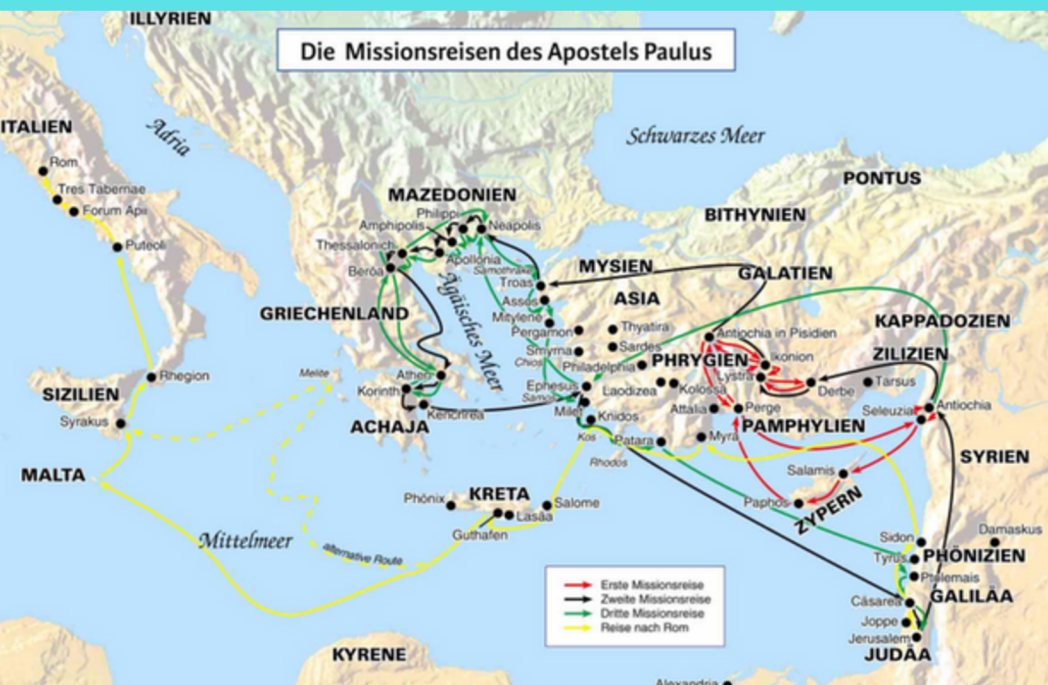 ILLYRIEN
Die Missionsreisen des Apostels Paulus
ITALIEN
Adria
Schwarzes Meer
Rom
Tres Tabernae
Forum Apii
PONTUS
MAZEDONIEN
BITHYNIEN
Philippi
Amphipolis
Neapolis
Puteoli
Thessalonich
Apollonia
Beröa
Samothrake
MYSIEN
GALATIEN
Troas
Ägäisches Meer
Assos
ASIA
GRIECHENLAND
Mitylene
KAPPADOZIEN
Pergamon
Thyatira
Antiochia in Pisidien
Smyrna
Sardes
ZILIZIEN
Chios
Philadelphia
PHRYGIEN
Ikonion
Rhegion
Melite
Athen
Lystra
Tarsus
SIZILIEN
Korinth
Ephesus
Laodizea
Kolossä
Derbe
Samos
Kenchrea
Milet
Attalia
Perge
Seleuzia
Antiochia
Syrakus
ACHAJA
Knidos
PAMPHYLIEN
Kos
Patara
Myra
SYRIEN
MALTA
Rhodos
Salamis
Phönix
KRETA
Salome
Paphos
ZYPERN
Lasäa
Guthafen
Mittelmeer
Sidon
Damaskus
alternative Route
Tyrus
PHÖNIZIEN
Ptolemais
Erste Missionsreise
Zweite Missionsreise
Dritte Missionsreise
Reise nach Rom
GALILÄA
Cäsarea
Joppe
Jerusalem
KYRENE
JUDÄA
Alexandria